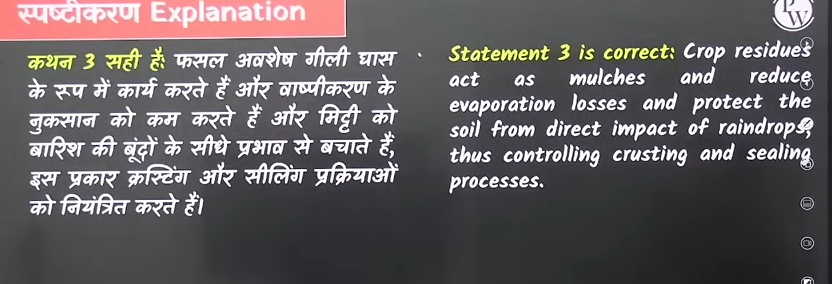 स्पष्टीकरण Explanation
PW
कथन 3 सही है: फसल अवशेष गीली घास
के रूप में कार्य करते हैं और वाष्पीकरण के
नुकसान को कम करते हैं और मिट्टी को
बारिश की बूंदों के सीधे प्रभाव से बचाते हैं,
इस प्रकार क्रस्टिंग और सीलिंग प्रक्रियाओं
को नियंत्रित करते हैं।
Statement 3 is correct: Crop residues
act as mulches and reduce
evaporation losses and protect the
soil from direct impact of raindrops,
thus controlling crusting and sealing
processes.